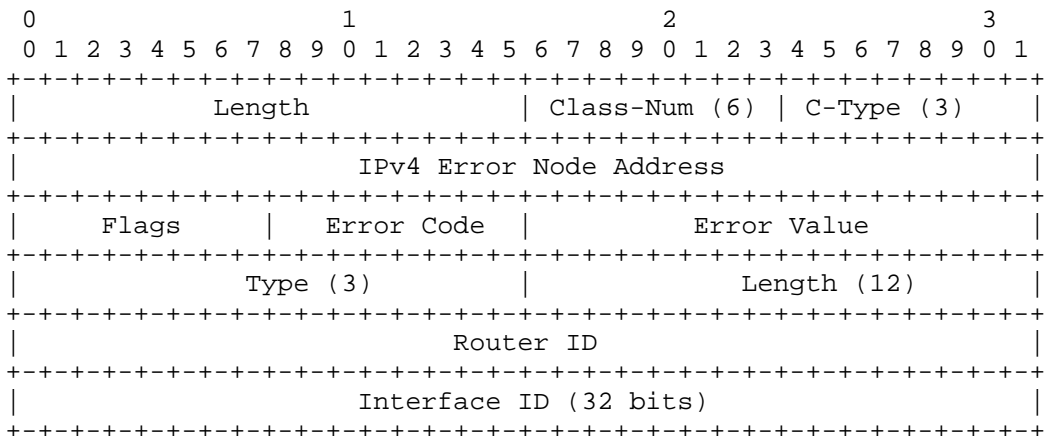 0                   1                   2                   3
0 1 2 3 4 5 6 7 8 9 0 1 2 3 4 5 6 7 8 9 0 1 2 3 4 5 6 7 8 9 0 1
+-+-+-+-+-+-+-+-+-+-+-+-+-+-+-+-+-+-+-+-+-+-+-+-+-+-+-+-+-+-+-+-+
|            Length             | Class-Num (6) | C-Type (3)    |
+-+-+-+-+-+-+-+-+-+-+-+-+-+-+-+-+-+-+-+-+-+-+-+-+-+-+-+-+-+-+-+-+
|                     IPv4 Error Node Address                   |
+-+-+-+-+-+-+-+-+-+-+-+-+-+-+-+-+-+-+-+-+-+-+-+-+-+-+-+-+-+-+-+-+
|     Flags     |   Error Code  |          Error Value          |
+-+-+-+-+-+-+-+-+-+-+-+-+-+-+-+-+-+-+-+-+-+-+-+-+-+-+-+-+-+-+-+-+
|              Type (3)         |             Length (12)       |
+-+-+-+-+-+-+-+-+-+-+-+-+-+-+-+-+-+-+-+-+-+-+-+-+-+-+-+-+-+-+-+-+
|                           Router ID                           |
+-+-+-+-+-+-+-+-+-+-+-+-+-+-+-+-+-+-+-+-+-+-+-+-+-+-+-+-+-+-+-+-+
|                     Interface ID (32 bits)                    |
+-+-+-+-+-+-+-+-+-+-+-+-+-+-+-+-+-+-+-+-+-+-+-+-+-+-+-+-+-+-+-+-+